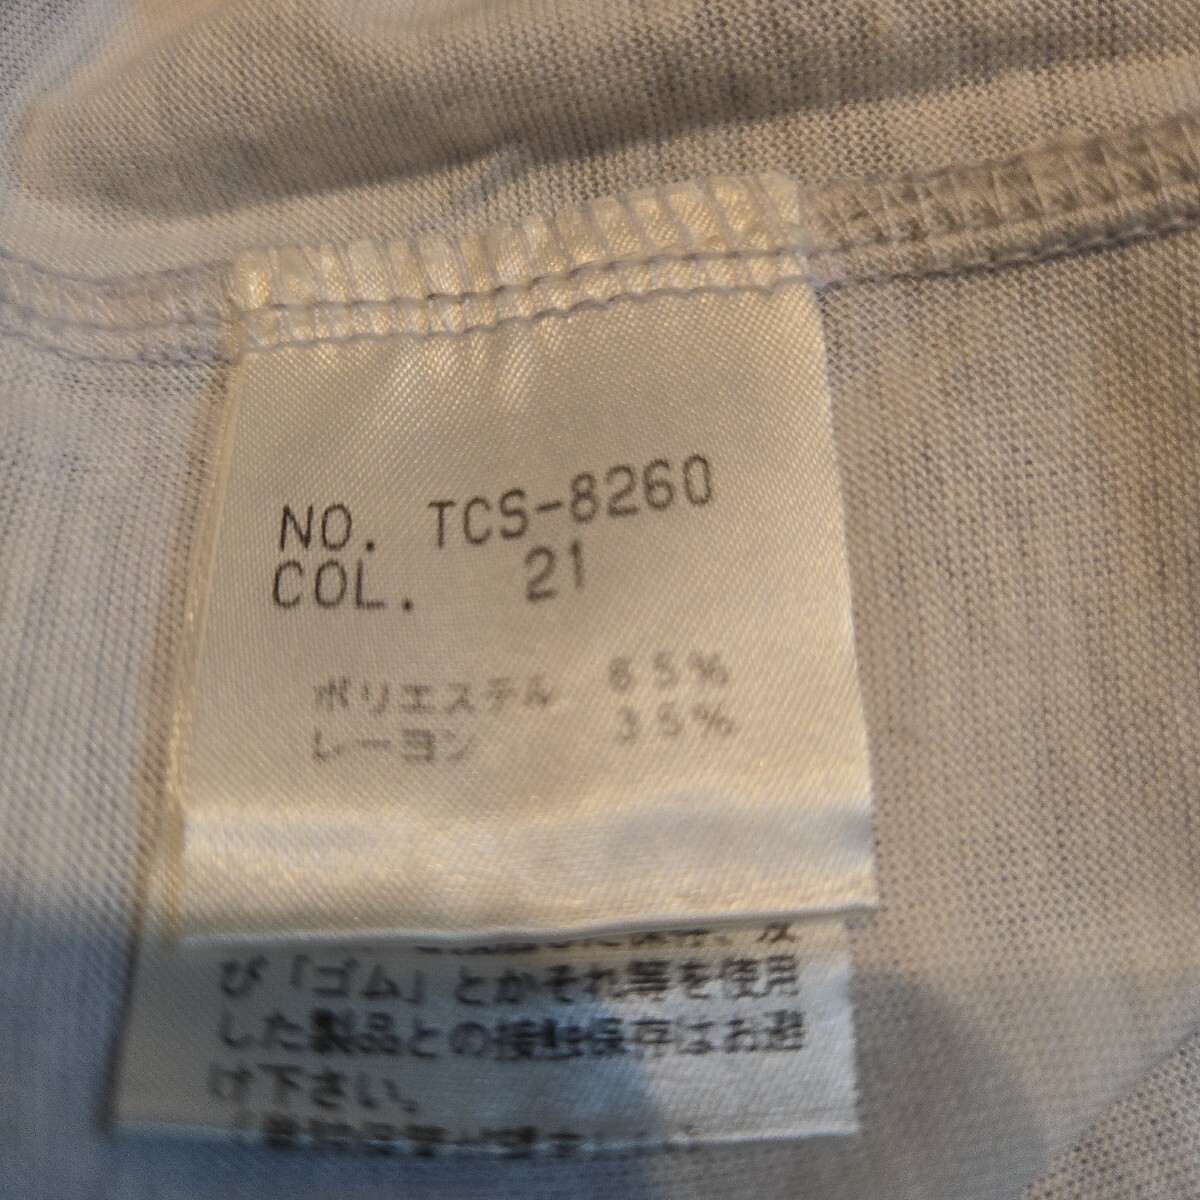 NO. TCS-8260
COL. 21
ポリエステル 65%
レーヨン 35%
び「ゴム」とかそれ等を使用
した製品との接触保存はお避
け下さい。